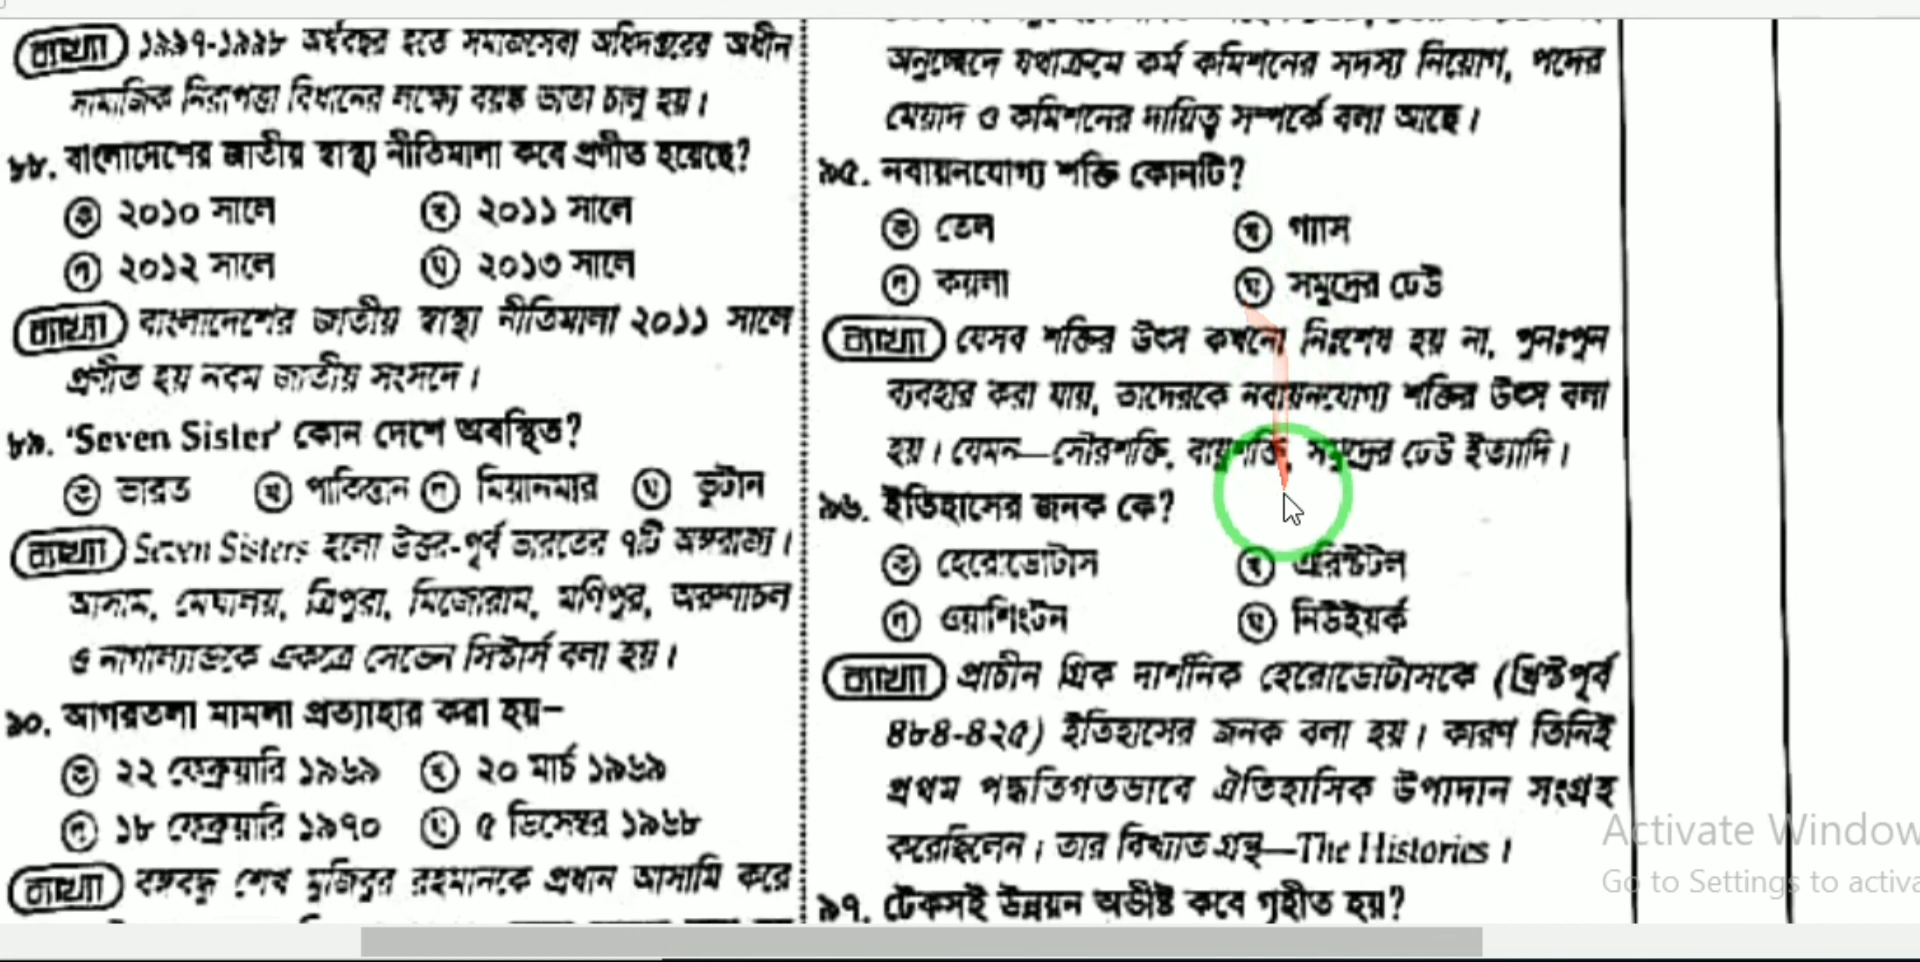 ব্যাখ্যা ১৯৯৭-১৯৯৮ অর্থবছর হতে সমাজসেবা অধিদপ্তরের অধীন
সামাজিক নিরাপত্তা বিধানের লক্ষ্যে বয়স্ক ভাতা চালু হয়।
৮৮. বাংলাদেশের জাতীয় স্বাস্থ্য নীতিমালা কবে প্রণীত হয়েছে?
ক ২০১০ সালে খ ২০১১ সালে
গ ২০১২ সালে ঘ ২০১৩ সালে
ব্যাখ্যা বাংলাদেশের জাতীয় স্বাস্থ্য নীতিমালা ২০১১ সালে
প্রণীত হয় নবম জাতীয় সংসদে।
৮৯. ‘Seven Sister’ কোন দেশে অবস্থিত?
ক ভারত খ পাকিস্তান গ মিয়ানমার ঘ ভুটান
ব্যাখ্যা Seven Sisters হলো উত্তর-পূর্ব ভারতের ৭টি অঙ্গরাজ্য।
আসাম, মেঘালয়, ত্রিপুরা, মিজোরাম, মণিপুর, অরুণাচল
ও নাগাল্যান্ডকে একত্রে সেভেন সিস্টার্স বলা হয়।
৯০. আগরতলা মামলা প্রত্যাহার করা হয়–
ক ২২ ফেব্রুয়ারি ১৯৬৯ খ ২০ মার্চ ১৯৬৯
গ ১৮ ফেব্রুয়ারি ১৯৭০ ঘ ৫ ডিসেম্বর ১৯৬৮
ব্যাখ্যা বঙ্গবন্ধু শেখ মুজিবুর রহমানকে প্রধান আসামি করে
অনুচ্ছেদে যথাক্রমে কর্ম কমিশনের সদস্য নিয়োগ, পদের
মেয়াদ ও কমিশনের দায়িত্ব সম্পর্কে বলা আছে।
৯৫. নবায়নযোগ্য শক্তি কোনটি?
ক তেল খ গ্যাস
গ কয়লা ঘ সমুদ্রের ঢেউ
ব্যাখ্যা যেসব শক্তির উৎস কখনো নিঃশেষ হয় না, পুনঃপুন
ব্যবহার করা যায়, তাদেরকে নবায়নযোগ্য শক্তির উৎস বলা
হয়। যেমন—সৌরশক্তি, বায়ুশক্তি, সমুদ্রের ঢেউ ইত্যাদি।
৯৬. ইতিহাসের জনক কে?
ক হেরোডোটাস খ এরিস্টটল
গ ওয়াশিংটন ঘ নিউইয়র্ক
ব্যাখ্যা প্রাচীন গ্রিক দার্শনিক হেরোডোটাসকে (খ্রিস্টপূর্ব
৪৮৪-৪২৫) ইতিহাসের জনক বলা হয়। কারণ তিনিই
প্রথম পদ্ধতিগতভাবে ঐতিহাসিক উপাদান সংগ্রহ
করেছিলেন। তার বিখ্যাত গ্রন্থ—The Histories।
৯৭. টেকসই উন্নয়ন অভীষ্ট কবে গৃহীত হয়?
Activate Window
Go to Settings to activa